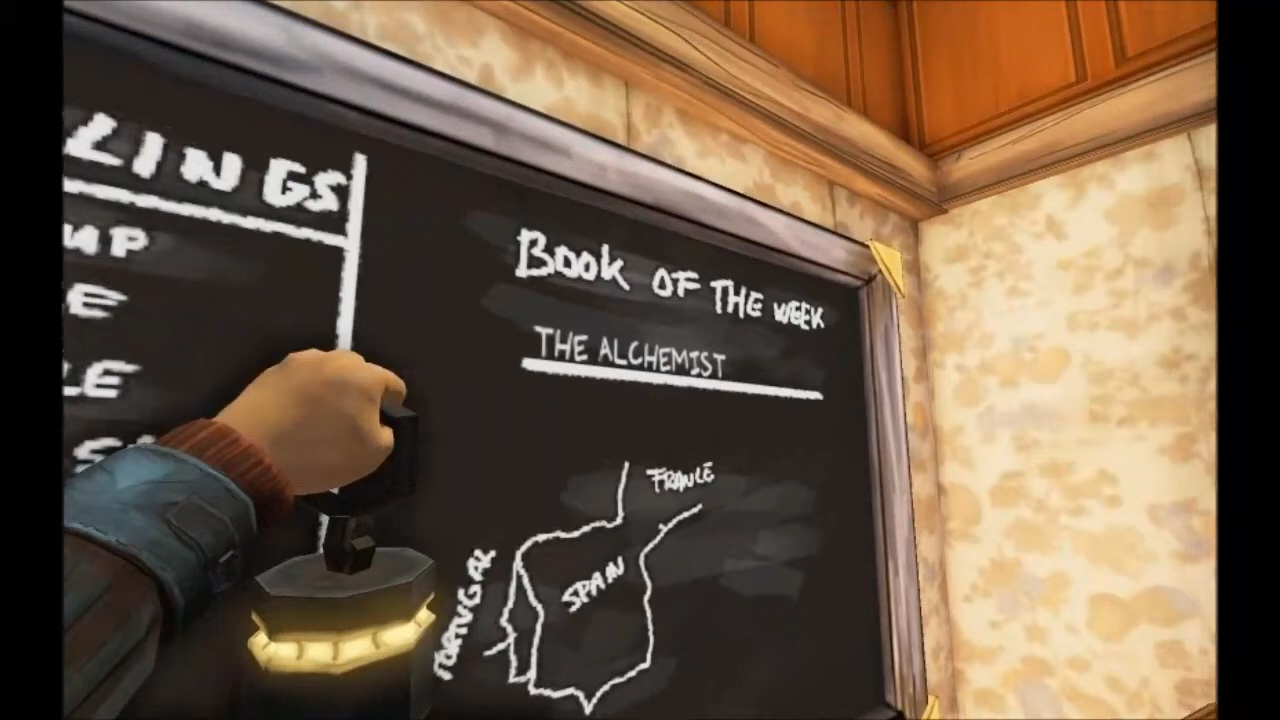 LINGS
UP
E
LE
BOOK OF THE WEEK
THE ALCHEMIST
FRANCE
SPAIN
PORTUGAL